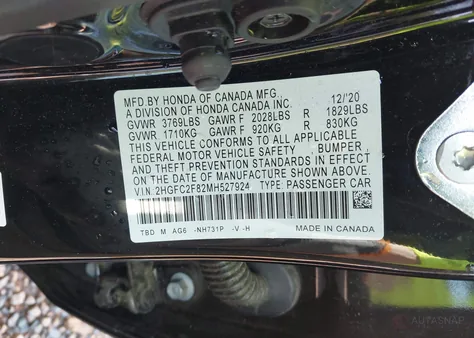 MFD BY HONDA OF CANADA MFG., 12/'20
A DIVISION OF HONDA CANADA INC.
GVWR 3769LBS GAWR F 2028LBS R 1829LBS
GVWR 1710KG GAWR F 920KG R 830KG
THIS VEHICLE CONFORMS TO ALL APPLICABLE
FEDERAL MOTOR VEHICLE SAFETY BUMPER,
AND THEFT PREVENTION STANDARDS IN EFFECT
ON THE DATE OF MANUFACTURE SHOWN ABOVE.
V.I.N. 2HGFC2F82MH527924 TYPE: PASSENGER CAR
TBD M AG6 -NH731P -V -H MADE IN CANADA
AUTASNAP